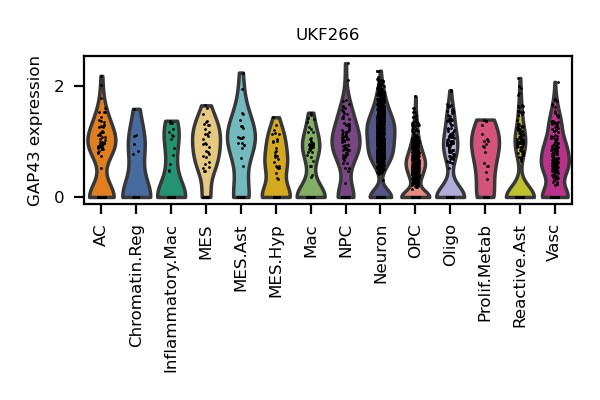 UKF266
GAP43 expression
2
0
AC
Chromatin.Reg
Inflammatory.Mac
MES
MES.Ast
MES.Hyp
Mac
NPC
Neuron
OPC
Oligo
Prolif.Metab
Reactive.Ast
Vasc